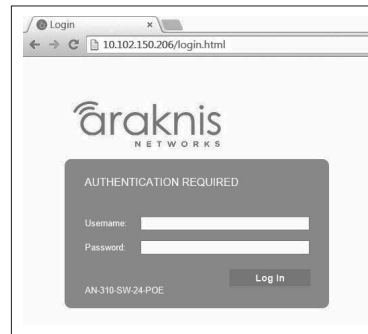 Login
10.102.150.206/login.html
araknis
NETWORKS
AUTHENTICATION REQUIRED
Username:
Password:
Log In
AN-310-SW-24-POE